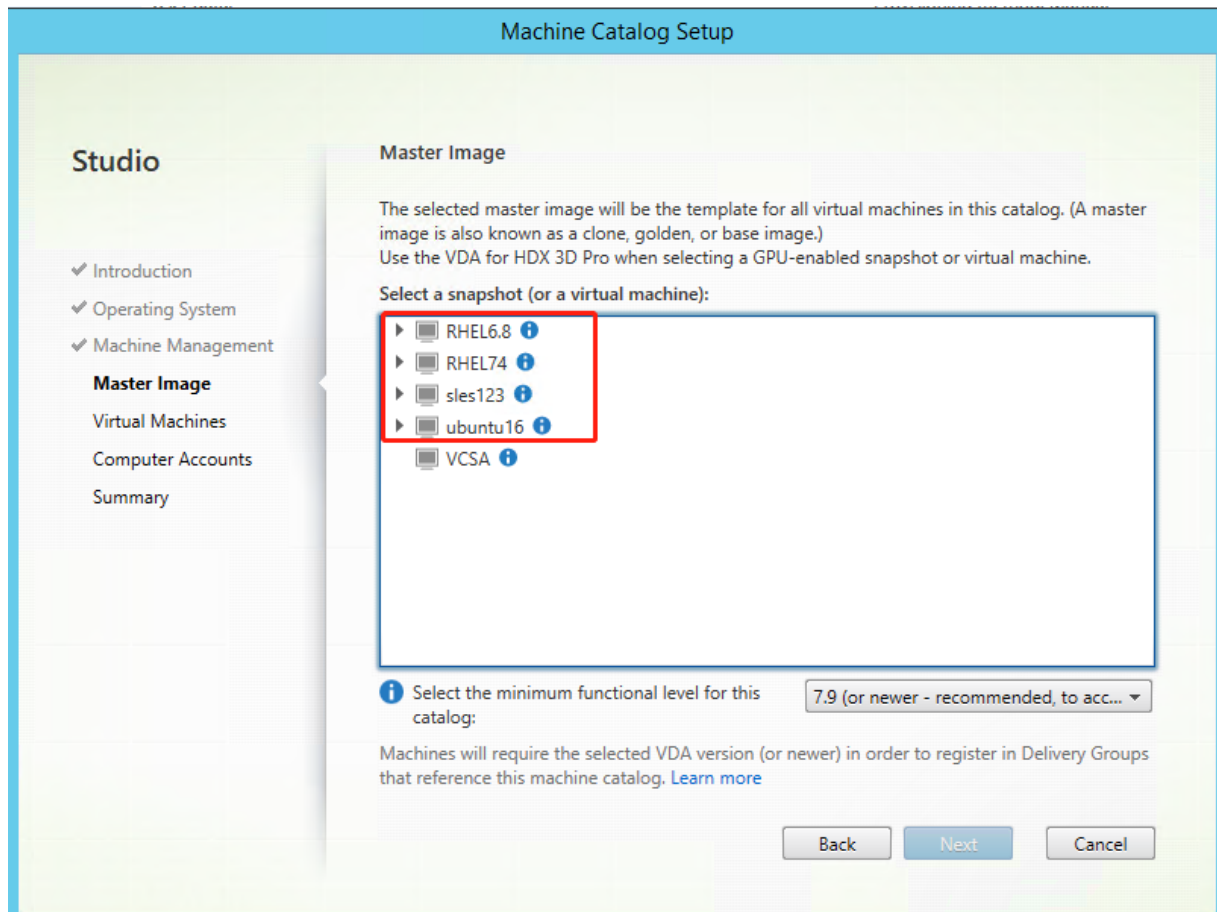 Machine Catalog Setup
Studio
Introduction
Operating System
Machine Management
Master Image
Virtual Machines
Computer Accounts
Summary
Master Image
The selected master image will be the template for all virtual machines in this catalog. (A master
image is also known as a clone, golden, or base image.)
Use the VDA for HDX 3D Pro when selecting a GPU-enabled snapshot or virtual machine.
Select a snapshot (or a virtual machine):
RHEL6.8
RHEL74
sles123
ubuntu16
VCSA
Select the minimum functional level for this
catalog:
7.9 (or newer - recommended, to acc...
Machines will require the selected VDA version (or newer) in order to register in Delivery Groups
that reference this machine catalog. Learn more
Back
Next
Cancel